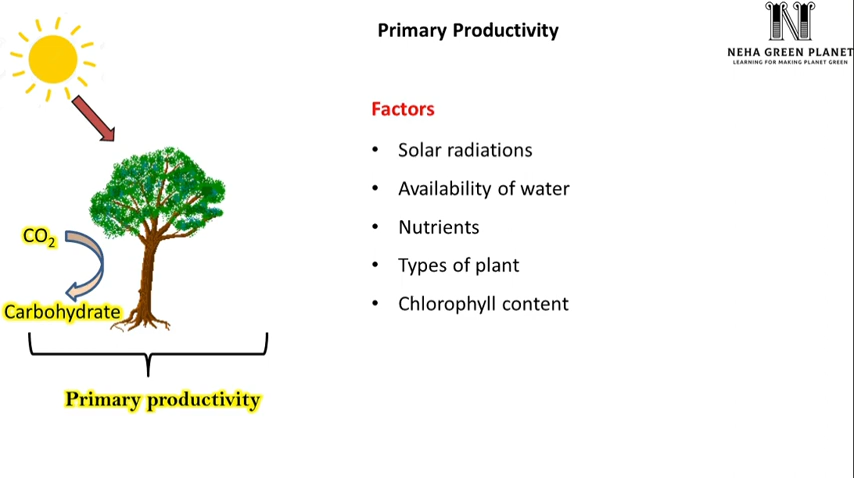 Primary Productivity
NEHA GREEN PLANET
LEARNING FOR MAKING PLANET GREEN
Factors
• Solar radiations
• Availability of water
• Nutrients
• Types of plant
• Chlorophyll content
CO₂
Carbohydrate
Primary productivity